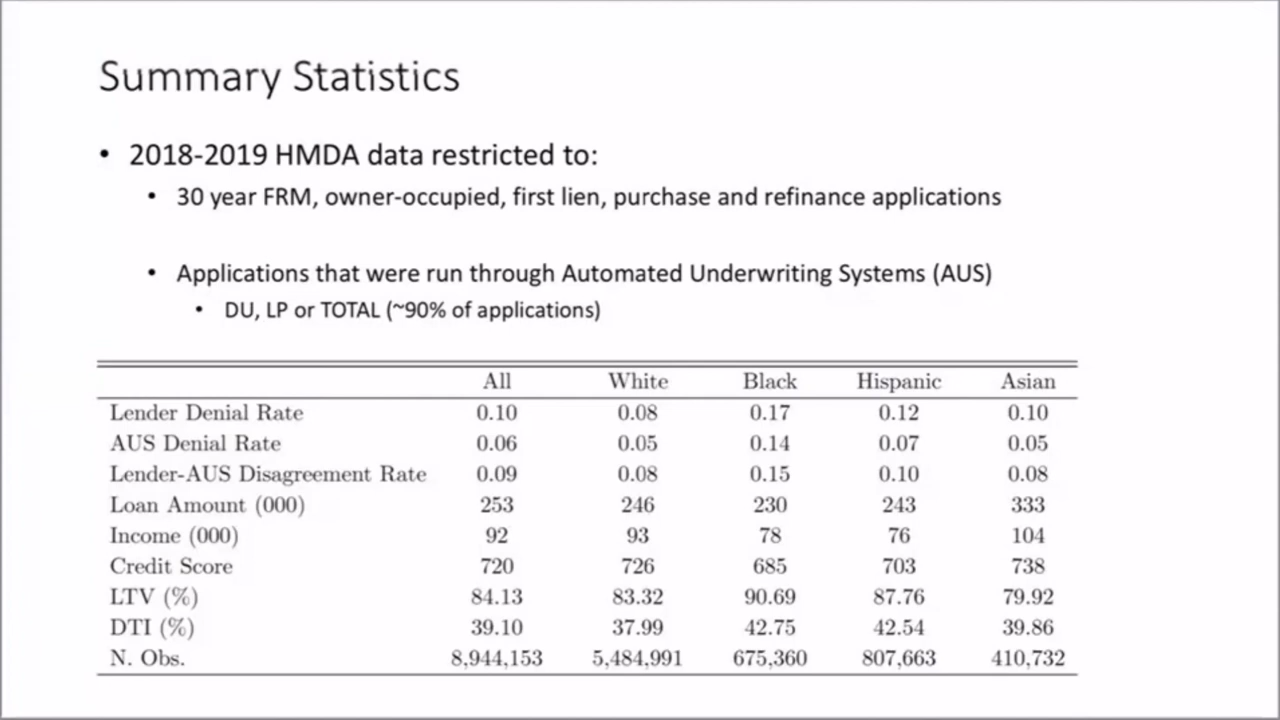 Summary Statistics
• 2018-2019 HMDA data restricted to:
• 30 year FRM, owner-occupied, first lien, purchase and refinance applications
• Applications that were run through Automated Underwriting Systems (AUS)
• DU, LP or TOTAL (~90% of applications)
All White Black Hispanic Asian
Lender Denial Rate 0.10 0.08 0.17 0.12 0.10
AUS Denial Rate 0.06 0.05 0.14 0.07 0.05
Lender-AUS Disagreement Rate 0.09 0.08 0.15 0.10 0.08
Loan Amount (000) 253 246 230 243 333
Income (000) 92 93 78 76 104
Credit Score 720 726 685 703 738
LTV (%) 84.13 83.32 90.69 87.76 79.92
DTI (%) 39.10 37.99 42.75 42.54 39.86
N. Obs. 8,944,153 5,484,991 675,360 807,663 410,732